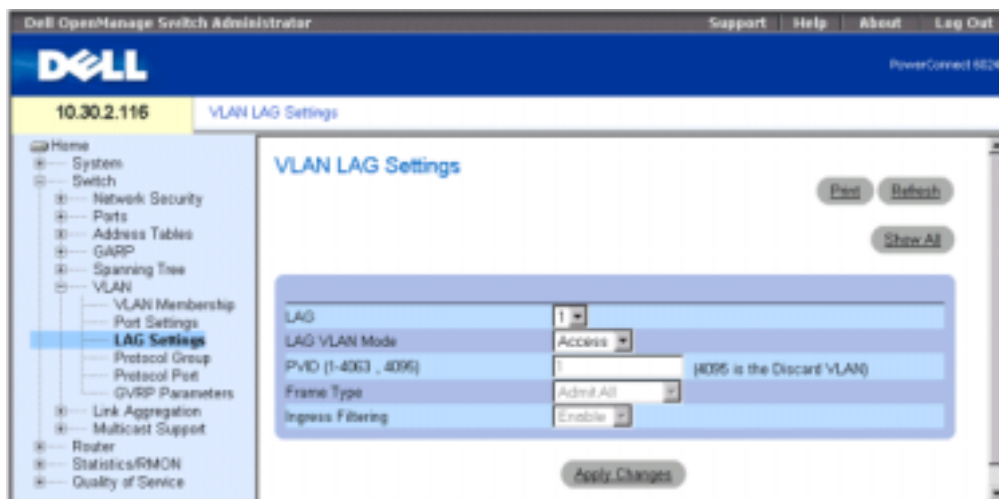 Dell OpenManage Switch Administrator
Support Help About Log Out
DELL
PowerConnect 6024
10.30.2.116
VLAN LAG Settings
Home
System
Switch
Network Security
Ports
Address Tables
GARP
Spanning Tree
VLAN
VLAN Membership
Port Settings
LAG Settings
Protocol Group
Protocol Port
GVRP Parameters
Link Aggregation
Multicast Support
Router
Statistics/RMON
Quality of Service
VLAN LAG Settings
Print Refresh
Show All
LAG 1
LAG VLAN Mode Access
PVID (1-4063 , 4095) 1 (4095 is the Discard VLAN)
Frame Type Admit All
Ingress Filtering Enable
Apply Changes